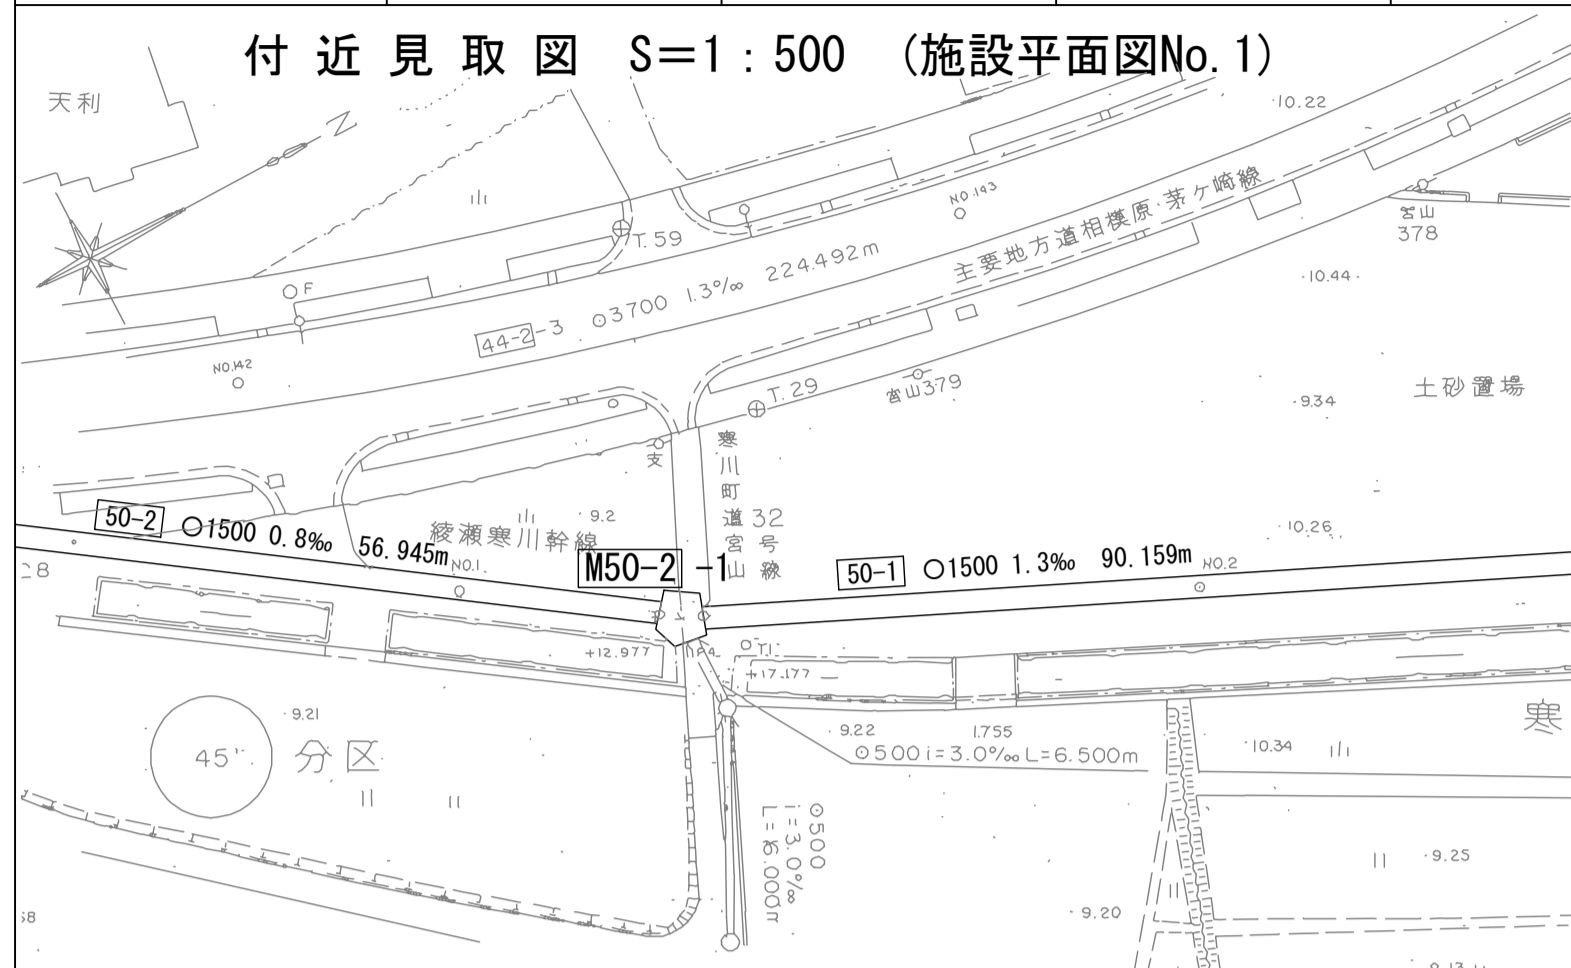 付近見取図 S=1:500 (施設平面図No.1)
天利
N
10.22
NO.143
主要地方道相模原・茅ケ崎線
宮山
378
T.59
F
44-2-3 ⊙3700 1.3‰ 224.492m
10.44
NO.142
T.29
宮山379
土砂置場
9.34
支
寒川町道宮山32号線
50-2 ○1500 0.8‰ 56.945m
綾瀬寒川幹線
9.2
10.26
NO.1
M50-2 -1
50-1 ○1500 1.3‰ 90.159m
NO.2
+12.977
T.1
+17.177
9.21
45
分区
9.22
1.755
⊙500 i=3.0‰ L=6.500m
10.34
寒
⊙500
i=3.0‰
9.25
9.20